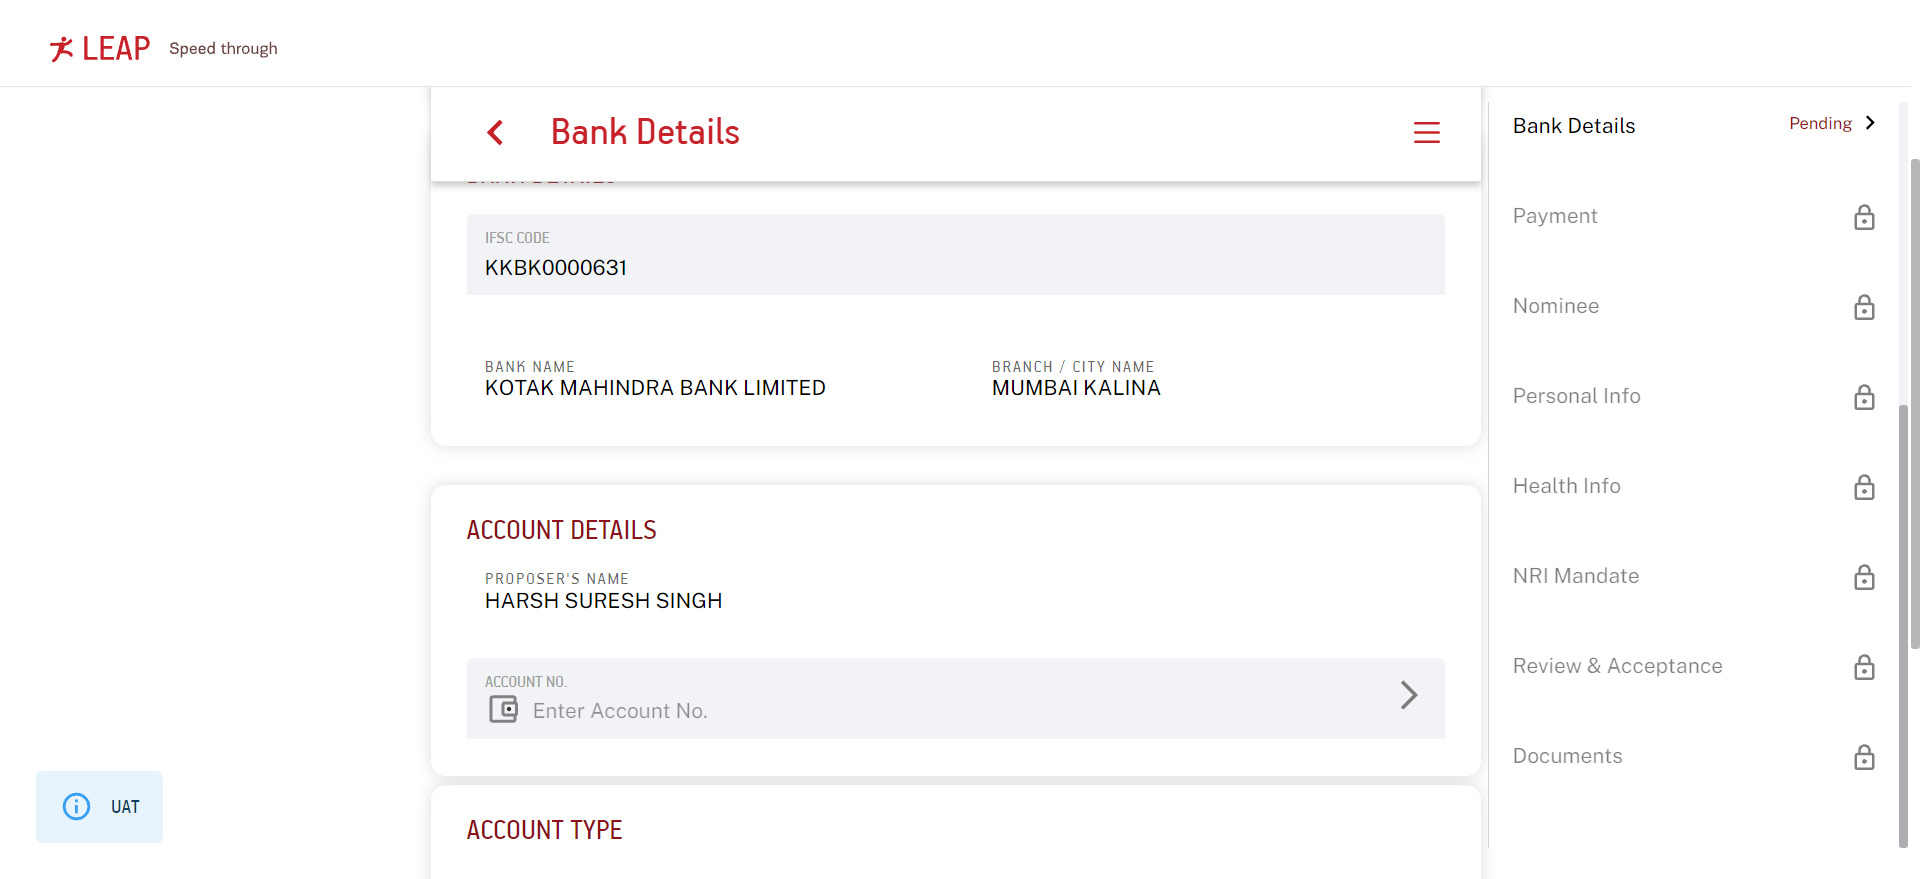 LEAP Speed through
Bank Details
IFSC CODE
KKBK0000631
BANK NAME
KOTAK MAHINDRA BANK LIMITED
BRANCH / CITY NAME
MUMBAI KALINA
ACCOUNT DETAILS
PROPOSER'S NAME
HARSH SURESH SINGH
ACCOUNT NO.
Enter Account No.
ACCOUNT TYPE
Bank Details Pending
Payment
Nominee
Personal Info
Health Info
NRI Mandate
Review & Acceptance
Documents
UAT